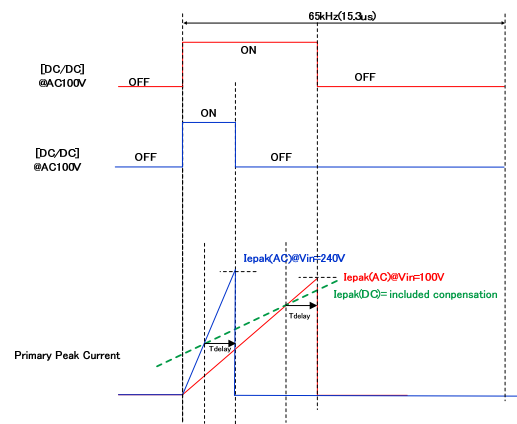 65kHz(15.3us)
[DC/DC]
@AC100V
OFF
ON
OFF
[DC/DC]
@AC100V
OFF
ON
OFF
Iepak(AC)@Vin=240V
Iepak(AC)@Vin=100V
Iepak(DC)= included conpensation
Tdelay
Tdelay
Primary Peak Current